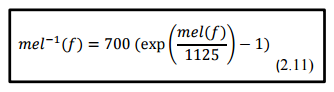 mel⁻¹(f) = 700 (exp(mel(f)/1125) − 1)
(2.11)